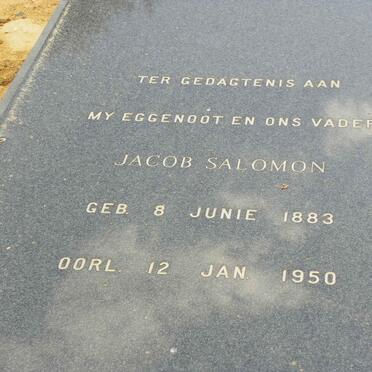 TER GEDAGTENIS AAN
MY EGGENOOT EN ONS VADER
JACOB SALOMON
GEB. 8 JUNIE 1883
OORL. 12 JAN. 1950